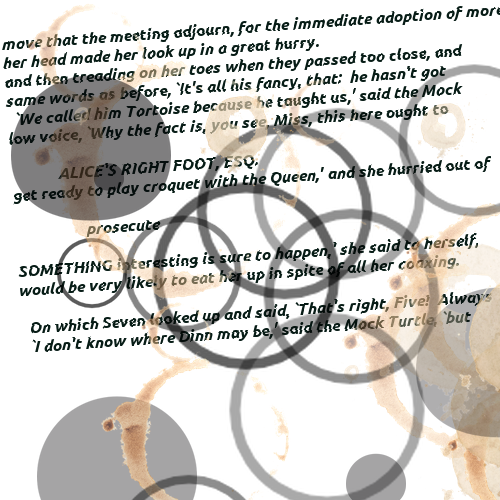 move that the meeting adjourn, for the immediate adoption of more
her head made her look up in a great hurry.
and then treading on her toes when they passed too close, and
same words as before, `It's all his fancy, that: he hasn't got
`We called him Tortoise because he taught us,' said the Mock
low voice, `Why the fact is, you see, Miss, this here ought to
ALICE'S RIGHT FOOT, ESQ.
get ready to play croquet with the Queen,' and she hurried out of
prosecute
SOMETHING interesting is sure to happen,' she said to herself,
would be very likely to eat her up in spite of all her coaxing.
On which Seven looked up and said, `That's right, Five! Always
`I don't know where Dinn may be,' said the Mock Turtle, `but